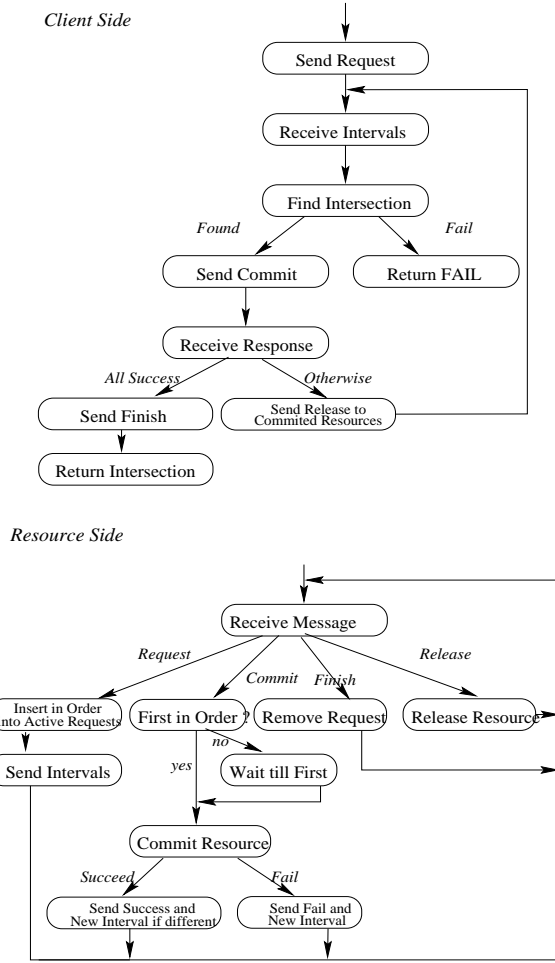 Client Side
Send Request
Receive Intervals
Find Intersection
Found
Fail
Send Commit
Return FAIL
Receive Response
All Success
Otherwise
Send Finish
Send Release to
Commited Resources
Return Intersection
Resource Side
Receive Message
Request
Commit
Finish
Release
Insert in Order
into Active Requests
First in Order ?
Remove Request
Release Resource
no
Send Intervals
yes
Wait till First
Commit Resource
Succeed
Fail
Send Success and
New Interval if different
Send Fail and
New Interval